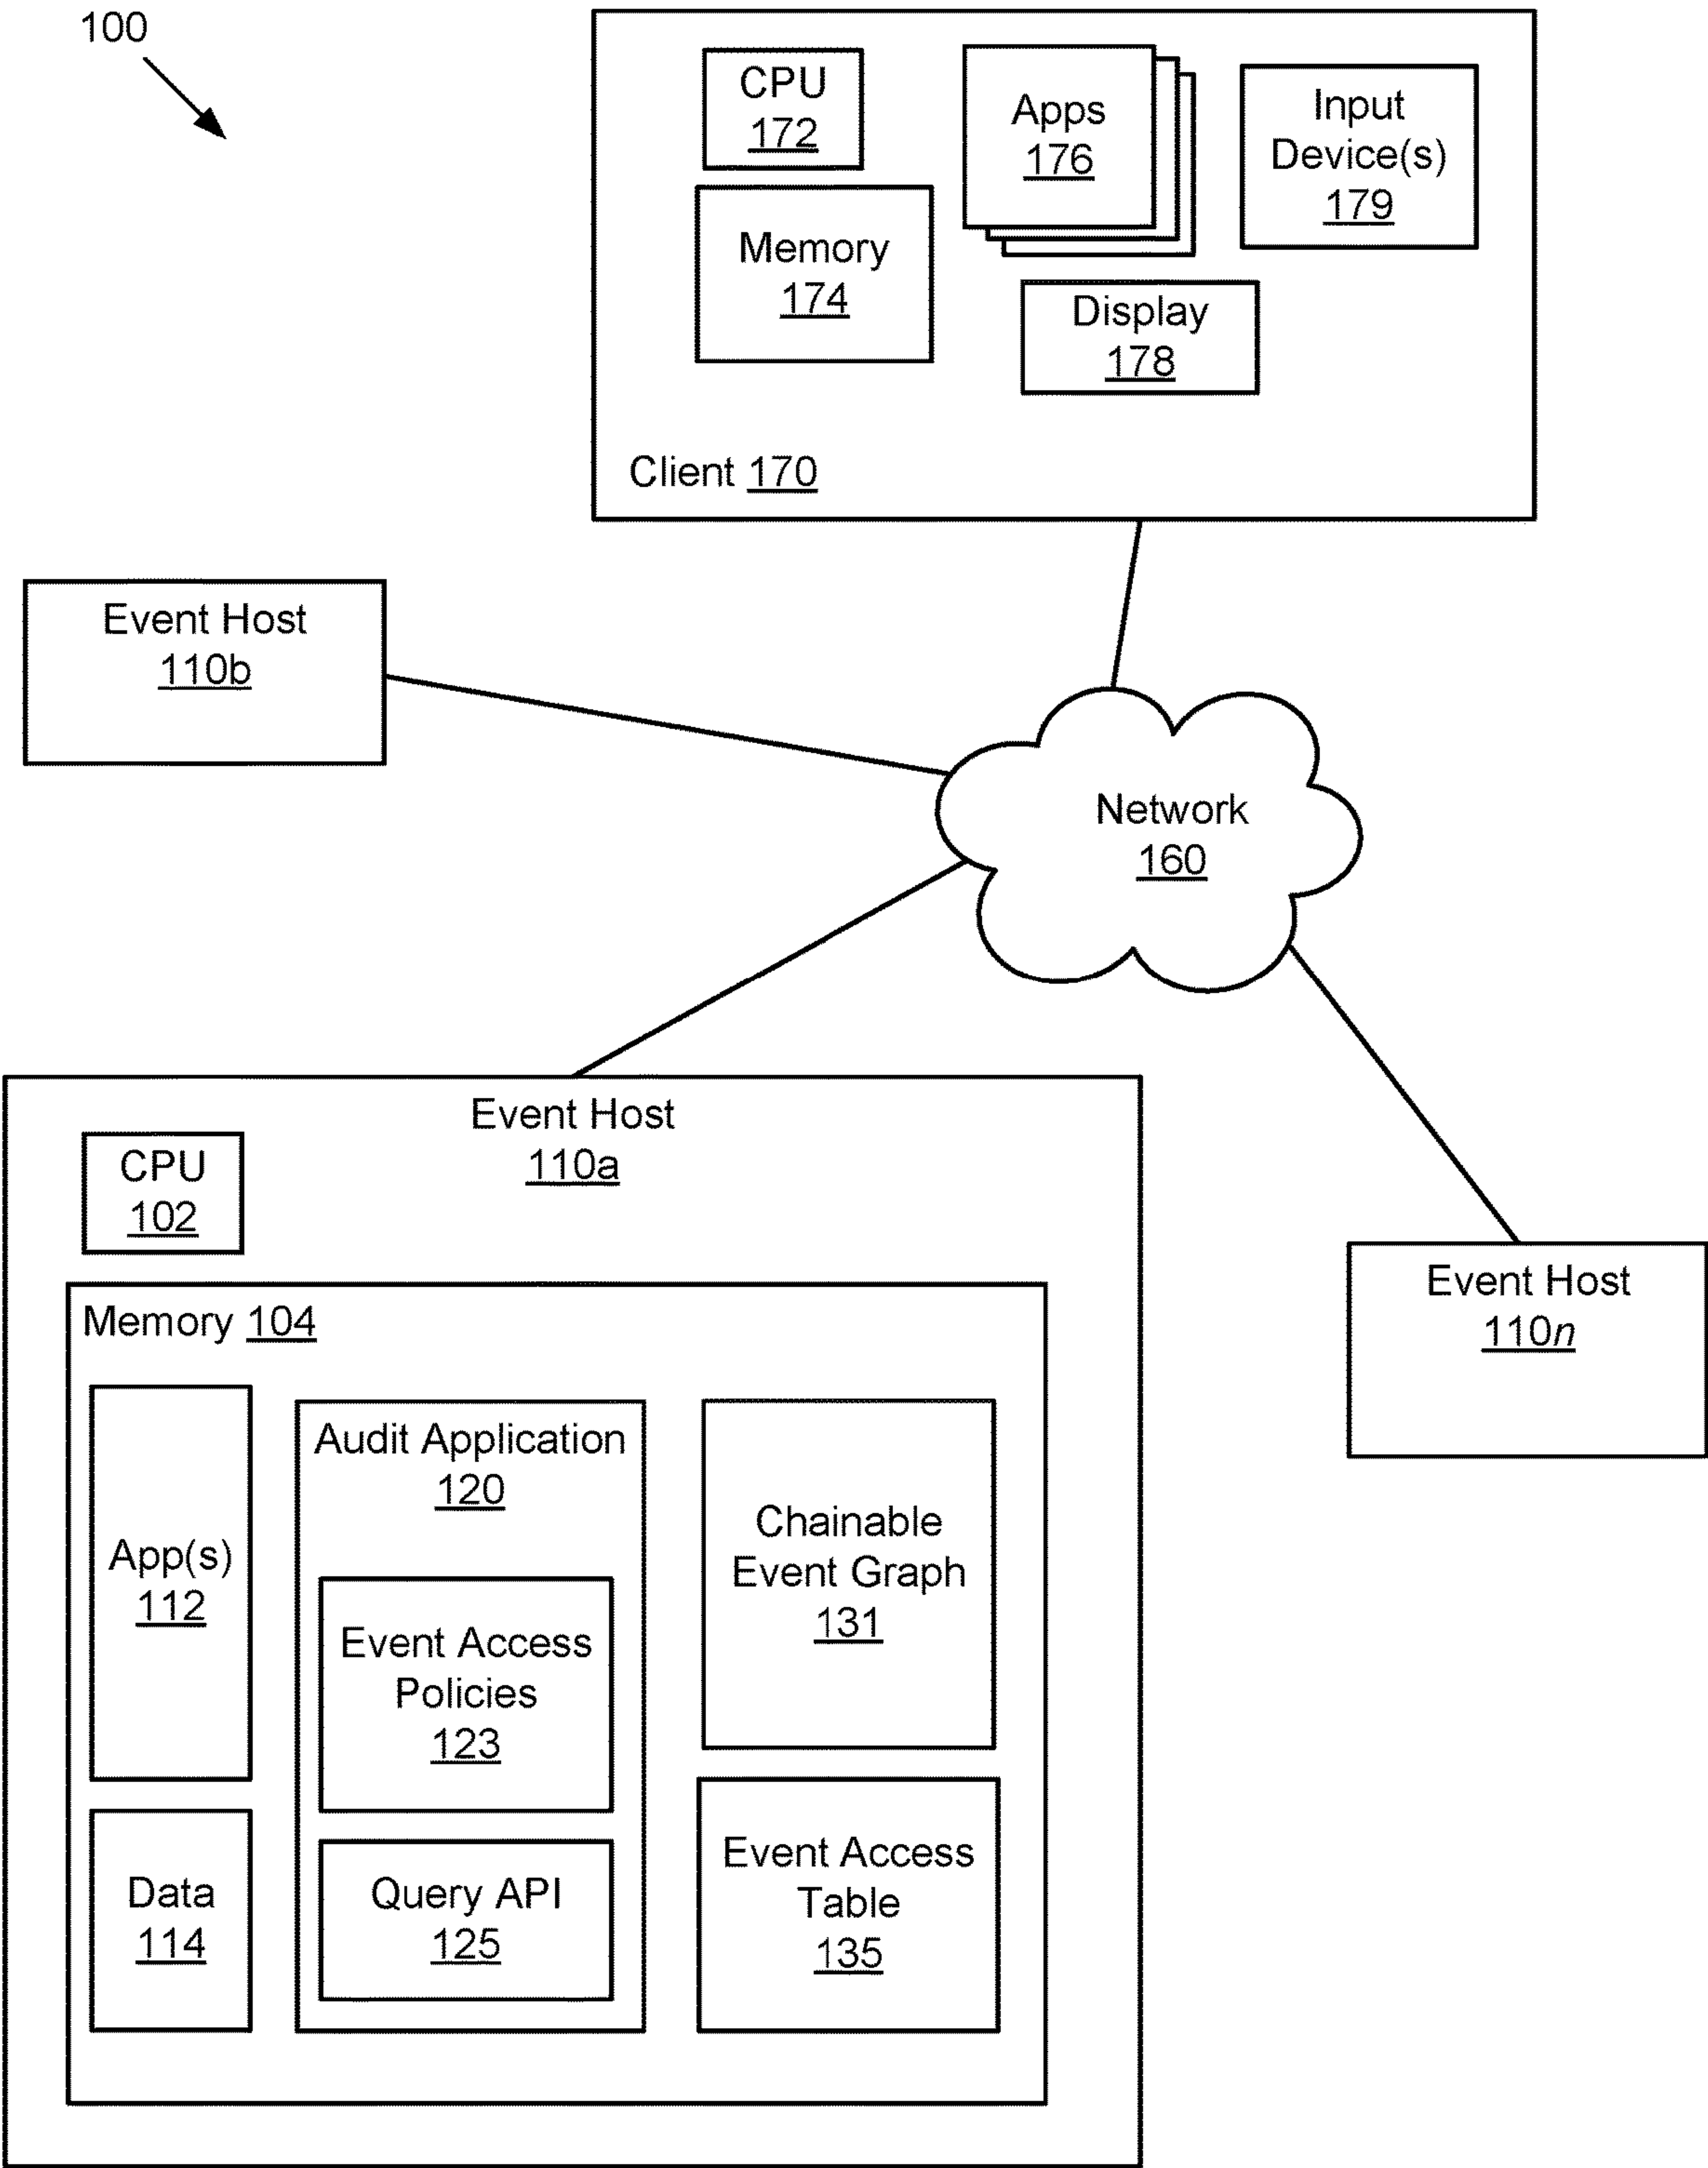 100
CPU
172
Apps
176
Input
Device(s)
179
Memory
174
Display
178
Client 170
Event Host
110b
Network
160
Event Host
110a
CPU
102
Event Host
110n
Memory 104
App(s)
112
Data
114
Audit Application
120
Event Access
Policies
123
Query API
125
Chainable
Event Graph
131
Event Access
Table
135